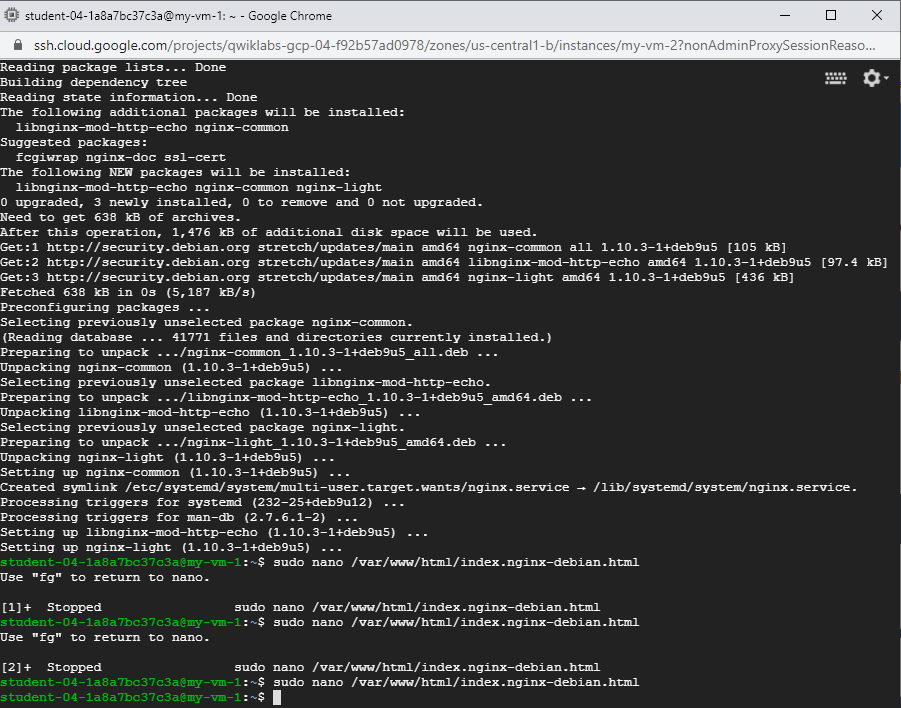 student-04-1a8a7bc37c3a@my-vm-1: ~ - Google Chrome
ssh.cloud.google.com/projects/qwiklabs-gcp-04-f92b57ad0978/zones/us-central1-b/instances/my-vm-2?nonAdminProxySessionReaso...
Reading package lists... Done
Building dependency tree
Reading state information... Done
The following additional packages will be installed:
  libnginx-mod-http-echo nginx-common
Suggested packages:
  fcgiwrap nginx-doc ssl-cert
The following NEW packages will be installed:
  libnginx-mod-http-echo nginx-common nginx-light
0 upgraded, 3 newly installed, 0 to remove and 0 not upgraded.
Need to get 638 kB of archives.
After this operation, 1,476 kB of additional disk space will be used.
Get:1 http://security.debian.org stretch/updates/main amd64 nginx-common all 1.10.3-1+deb9u5 [105 kB]
Get:2 http://security.debian.org stretch/updates/main amd64 libnginx-mod-http-echo amd64 1.10.3-1+deb9u5 [97.4 kB]
Get:3 http://security.debian.org stretch/updates/main amd64 nginx-light amd64 1.10.3-1+deb9u5 [436 kB]
Fetched 638 kB in 0s (5,187 kB/s)
Preconfiguring packages ...
Selecting previously unselected package nginx-common.
(Reading database ... 41771 files and directories currently installed.)
Preparing to unpack .../nginx-common_1.10.3-1+deb9u5_all.deb ...
Unpacking nginx-common (1.10.3-1+deb9u5) ...
Selecting previously unselected package libnginx-mod-http-echo.
Preparing to unpack .../libnginx-mod-http-echo_1.10.3-1+deb9u5_amd64.deb ...
Unpacking libnginx-mod-http-echo (1.10.3-1+deb9u5) ...
Selecting previously unselected package nginx-light.
Preparing to unpack .../nginx-light_1.10.3-1+deb9u5_amd64.deb ...
Unpacking nginx-light (1.10.3-1+deb9u5) ...
Setting up nginx-common (1.10.3-1+deb9u5) ...
Created symlink /etc/systemd/system/multi-user.target.wants/nginx.service → /lib/systemd/system/nginx.service.
Processing triggers for systemd (232-25+deb9u12) ...
Processing triggers for man-db (2.7.6.1-2) ...
Setting up libnginx-mod-http-echo (1.10.3-1+deb9u5) ...
Setting up nginx-light (1.10.3-1+deb9u5) ...
student-04-1a8a7bc37c3a@my-vm-1:~$ sudo nano /var/www/html/index.nginx-debian.html
Use "fg" to return to nano.
[1]+  Stopped                 sudo nano /var/www/html/index.nginx-debian.html
student-04-1a8a7bc37c3a@my-vm-1:~$ sudo nano /var/www/html/index.nginx-debian.html
Use "fg" to return to nano.
[2]+  Stopped                 sudo nano /var/www/html/index.nginx-debian.html
student-04-1a8a7bc37c3a@my-vm-1:~$ sudo nano /var/www/html/index.nginx-debian.html
student-04-1a8a7bc37c3a@my-vm-1:~$